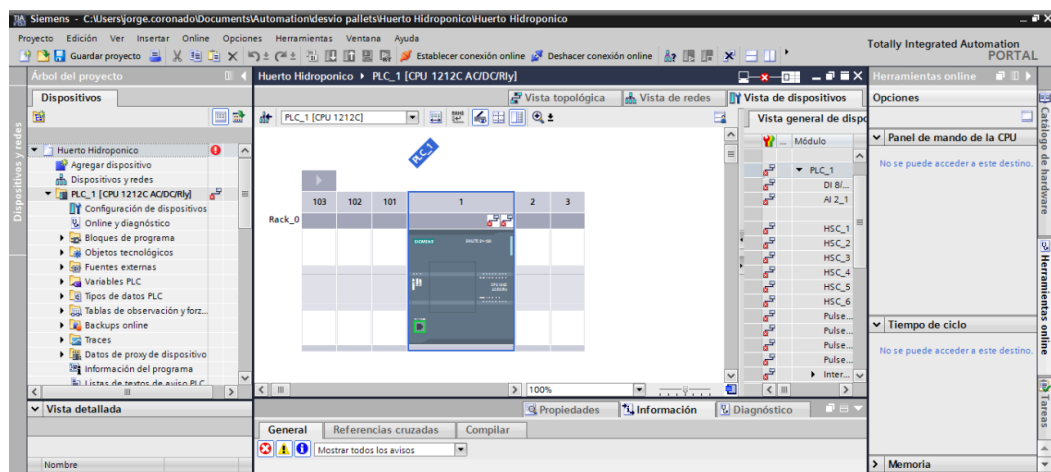 Siemens - C:\Users\jorge.coronado\Documents\Automation\desvio pallets\Huerto Hidroponico\Huerto Hidroponico
Proyecto Edición Ver Insertar Online Opciones Herramientas Ventana Ayuda
Guardar proyecto
Establecer conexión online
Deshacer conexión online
Totally Integrated Automation
PORTAL
Árbol del proyecto
Dispositivos
Dispositivos y redes
Huerto Hidroponico
Agregar dispositivo
Dispositivos y redes
PLC_1 [CPU 1212C AC/DC/Rly]
Configuración de dispositivos
Online y diagnóstico
Bloques de programa
Objetos tecnológicos
Fuentes externas
Variables PLC
Tipos de datos PLC
Tablas de observación y forz...
Backups online
Traces
Datos de proxy de dispositivo
Información del programa
Listas de textos de aviso PLC
Vista detallada
Nombre
Huerto Hidroponico PLC_1 [CPU 1212C AC/DC/Rly]
Vista topológica
Vista de redes
Vista de dispositivos
PLC_1 [CPU 1212C]
PLC_1
103 102 101 1 2 3
Rack_0
SIEMENS
100%
Vista general de dispo
... Módulo
PLC_1
DI 8/...
AI 2_1
HSC_1
HSC_2
HSC_3
HSC_4
HSC_5
HSC_6
Pulse...
Pulse...
Pulse...
Pulse...
Inter...
Propiedades
Información
Diagnóstico
General
Referencias cruzadas
Compilar
Mostrar todos los avisos
Herramientas online
Opciones
Panel de mando de la CPU
No se puede acceder a este destino.
Tiempo de ciclo
No se puede acceder a este destino.
Memoria
Catálogo de hardware
Herramientas online
Tareas